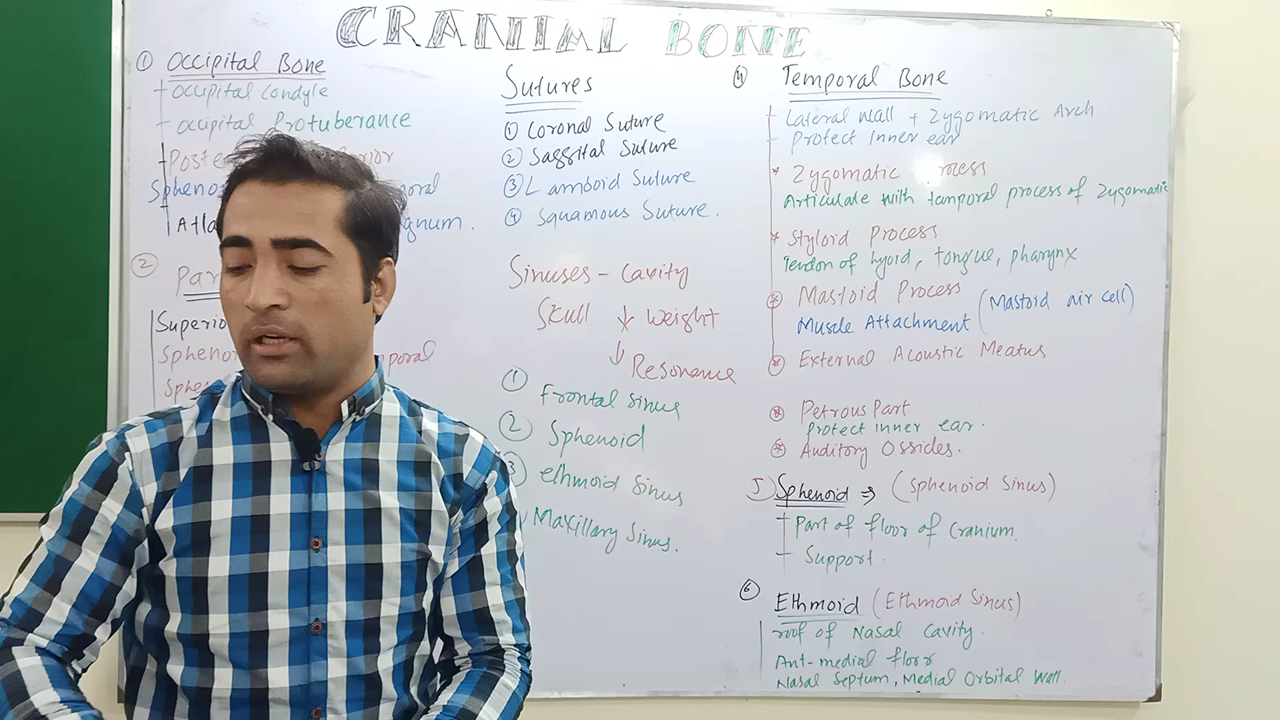 CRANIAL BONE
① Occipital Bone
Occipital Condyle
Occipital Protuberance
Poste
Spheno
Atla gnum.
②
Par
Superio
Spheno poral
Sphe
Sutures
① Coronal Suture
② Saggital Suture
③ Lamboid Suture
④ Squamous Suture.
Sinuses - Cavity
Skull ↓ Weight
↓ Resonance
① Frontal Sinus
② Sphenoid
③ ethmoid Sinus
Maxillary Sinus.
④ Temporal Bone
Lateral Wall + Zygomatic Arch
Protect Inner ear
* Zygomatic Process
Articulate with temporal process of Zygomatic
* Styloid Process
Tendon of hyoid, tongue, pharynx
* Mastoid Process
Muscle Attachment (Mastoid air cell)
* External Acoustic Meatus
* Petrous Part
Protect inner ear.
* Auditory Ossicles.
5) Sphenoid ⇒ (Sphenoid Sinus)
Part of floor of Cranium.
Support.
⑥ Ethmoid (Ethmoid Sinus)
roof of Nasal Cavity.
Ant-medial floor
Nasal Septum, Medial Orbital Wall.